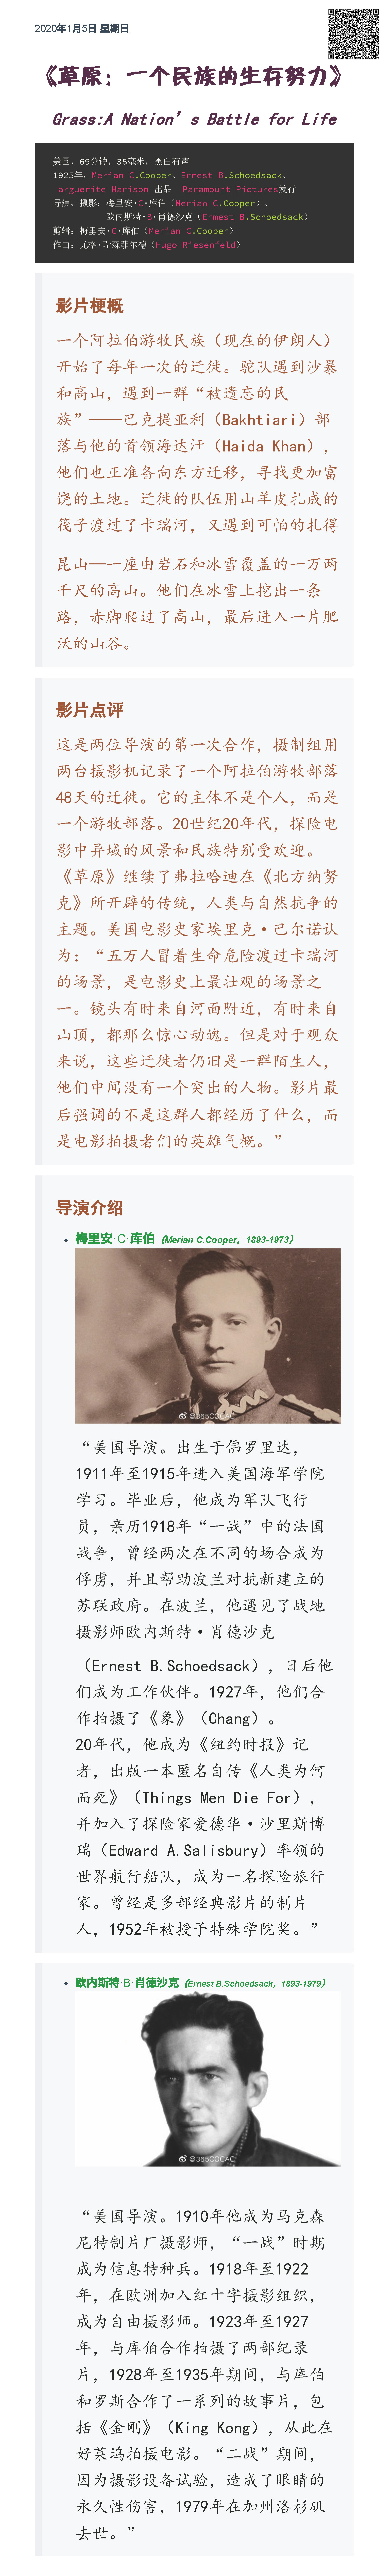 2020年1月5日 星期日
《草原：一个民族的生存努力》
Grass:A Nation’s Battle for Life
美国，69分钟，35毫米，黑白有声
1925年，Merian C.Cooper、Ernest B.Schoedsack、
arguerite Harison 出品 Paramount Pictures发行
导演、摄影：梅里安·C·库伯（Merian C.Cooper）、
欧内斯特·B·肖德沙克（Ernest B.Schoedsack）
剪辑：梅里安·C·库伯（Merian C.Cooper）
作曲：尤格·瑞森菲尔德（Hugo Riesenfeld）
影片梗概
一个阿拉伯游牧民族（现在的伊朗人）
开始了每年一次的迁徙。驼队遇到沙暴
和高山，遇到一群“被遗忘的民
族”——巴克提亚利（Bakhtiari）部
落与他的首领海达汗（Haida Khan），
他们也正准备向东方迁移，寻找更加富
饶的土地。迁徙的队伍用山羊皮扎成的
筏子渡过了卡瑞河，又遇到可怕的扎得
昆山—一座由岩石和冰雪覆盖的一万两
千尺的高山。他们在冰雪上挖出一条
路，赤脚爬过了高山，最后进入一片肥
沃的山谷。
影片点评
这是两位导演的第一次合作，摄制组用
两台摄影机记录了一个阿拉伯游牧部落
48天的迁徙。它的主体不是个人，而是
一个游牧部落。20世纪20年代，探险电
影中异域的风景和民族特别受欢迎。
《草原》继续了弗拉哈迪在《北方纳努
克》所开辟的传统，人类与自然抗争的
主题。美国电影史家埃里克·巴尔诺认
为：“五万人冒着生命危险渡过卡瑞河
的场景，是电影史上最壮观的场景之
一。镜头有时来自河面附近，有时来自
山顶，都那么惊心动魄。但是对于观众
来说，这些迁徙者仍旧是一群陌生人，
他们中间没有一个突出的人物。影片最
后强调的不是这群人都经历了什么，而
是电影拍摄者们的英雄气概。”
导演介绍
梅里安·C·库伯（Merian C.Cooper，1893-1973）
@365CGCAC
“美国导演。出生于佛罗里达，
1911年至1915年进入美国海军学院
学习。毕业后，他成为军队飞行
员，亲历1918年“一战”中的法国
战争，曾经两次在不同的场合成为
俘虏，并且帮助波兰对抗新建立的
苏联政府。在波兰，他遇见了战地
摄影师欧内斯特·肖德沙克
（Ernest B.Schoedsack），日后他
们成为工作伙伴。1927年，他们合
作拍摄了《象》（Chang）。
20年代，他成为《纽约时报》记
者，出版一本匿名自传《人类为何
而死》（Things Men Die For），
并加入了探险家爱德华·沙里斯博
瑞（Edward A.Salisbury）率领的
世界航行船队，成为一名探险旅行
家。曾经是多部经典影片的制片
人，1952年被授予特殊学院奖。”
欧内斯特·B·肖德沙克（Ernest B.Schoedsack，1893-1979）
@365CGCAC
“美国导演。1910年他成为马克森
尼特制片厂摄影师，“一战”时期
成为信息特种兵。1918年至1922
年，在欧洲加入红十字摄影组织，
成为自由摄影师。1923年至1927
年，与库伯合作拍摄了两部纪录
片，1928年至1935年期间，与库伯
和罗斯合作了一系列的故事片，包
括《金刚》（King Kong），从此在
好莱坞拍摄电影。“二战”期间，
因为摄影设备试验，造成了眼睛的
永久性伤害，1979年在加州洛杉矶
去世。”